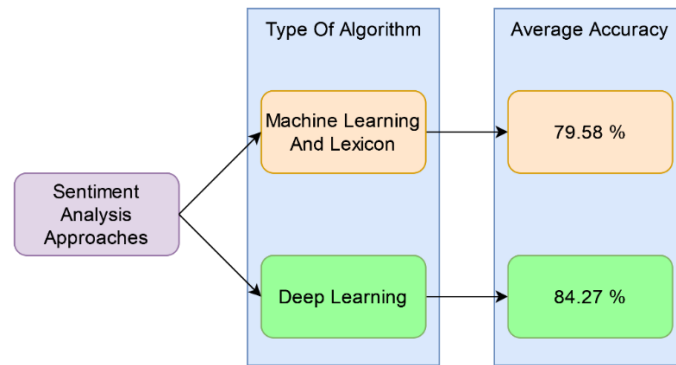 Type Of Algorithm
Average Accuracy
Machine Learning
And Lexicon
79.58 %
Sentiment
Analysis
Approaches
Deep Learning
84.27 %